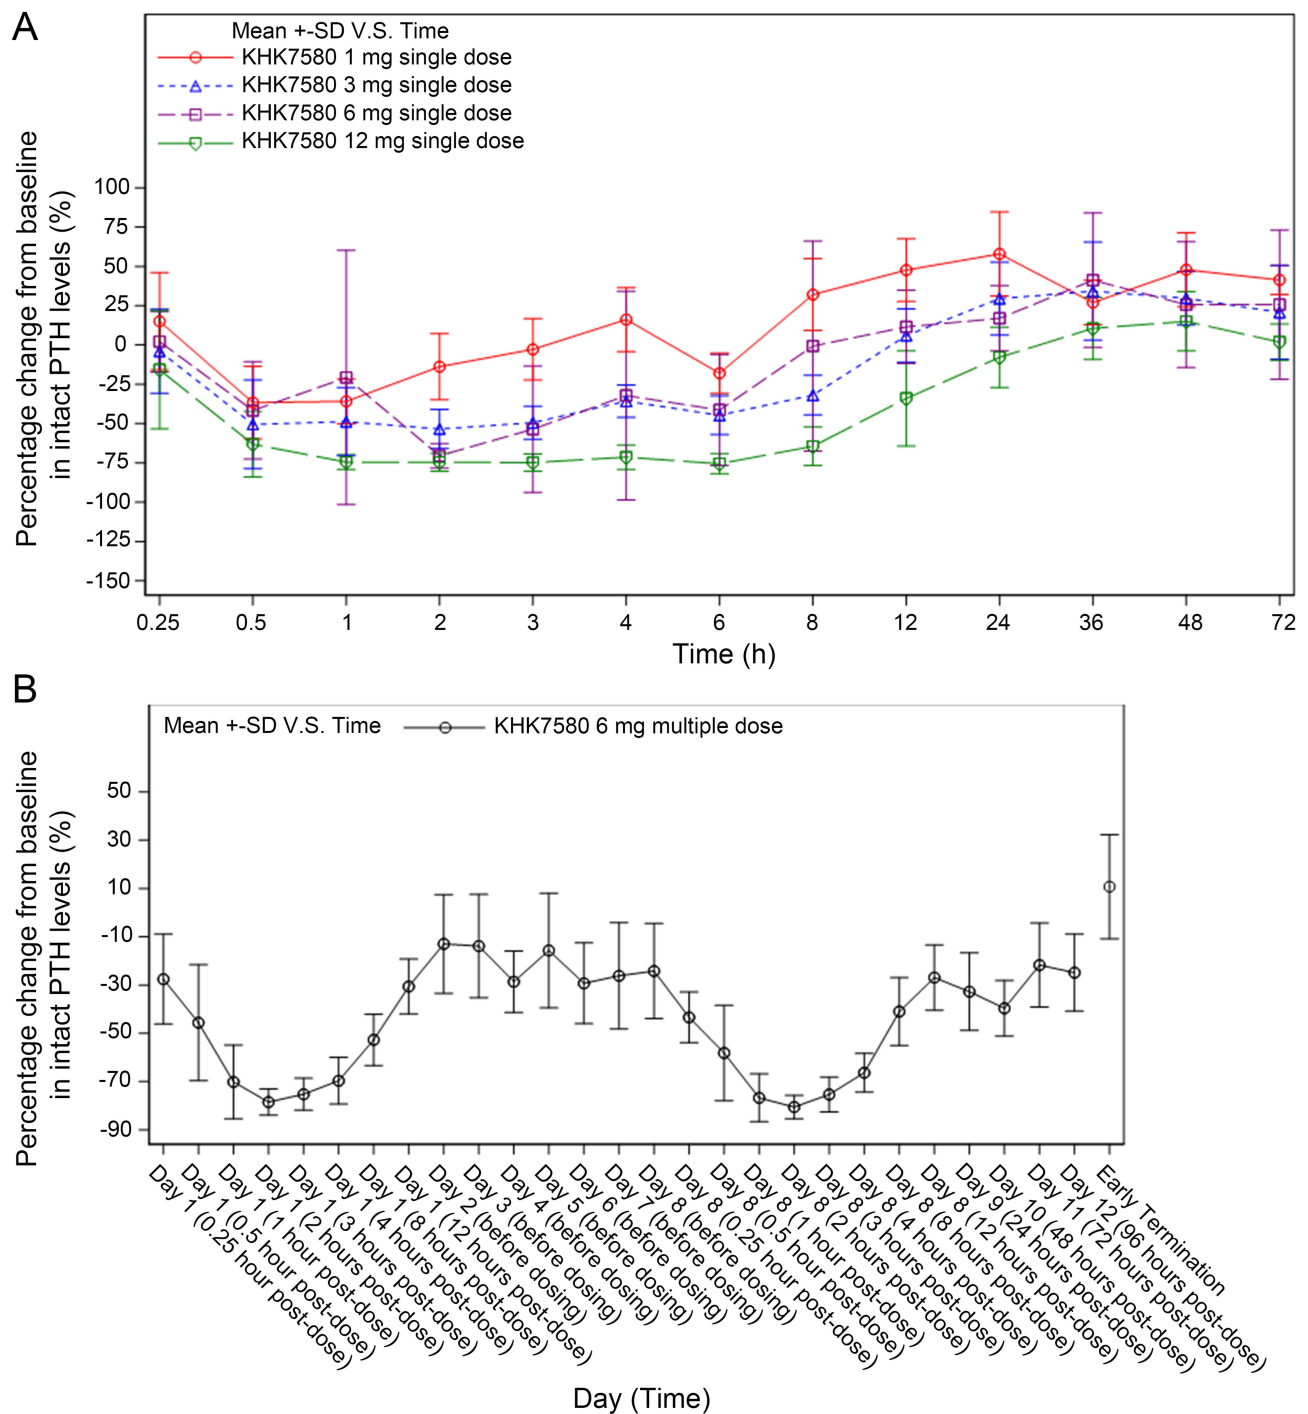 A
Mean +-SD V.S. Time
KHK7580 1 mg single dose
KHK7580 3 mg single dose
KHK7580 6 mg single dose
KHK7580 12 mg single dose
Percentage change from baseline
in intact PTH levels (%)
100
75
50
25
0
-25
-50
-75
-100
-125
-150
0.25 0.5 1 2 3 4 6 8 12 24 36 48 72
Time (h)
B
Mean +-SD V.S. Time KHK7580 6 mg multiple dose
Percentage change from baseline
in intact PTH levels (%)
50
30
10
-10
-30
-50
-70
-90
Day 1 (0.25 hour post-dose)
Day 1 (0.5 hour post-dose)
Day 1 (1 hour post-dose)
Day 1 (2 hours post-dose)
Day 1 (3 hours post-dose)
Day 1 (4 hours post-dose)
Day 1 (8 hours post-dose)
Day 1 (12 hours post-dose)
Day 2 (before dosing)
Day 3 (before dosing)
Day 4 (before dosing)
Day 5 (before dosing)
Day 6 (before dosing)
Day 7 (before dosing)
Day 8 (before dosing)
Day 8 (0.25 hour post-dose)
Day 8 (0.5 hour post-dose)
Day 8 (1 hour post-dose)
Day 8 (2 hours post-dose)
Day 8 (3 hours post-dose)
Day 8 (4 hours post-dose)
Day 8 (8 hours post-dose)
Day 8 (12 hours post-dose)
Day 9 (24 hours post-dose)
Day 10 (48 hours post-dose)
Day 11 (72 hours post-dose)
Day 12 (96 hours post-dose)
Early Termination
Day (Time)